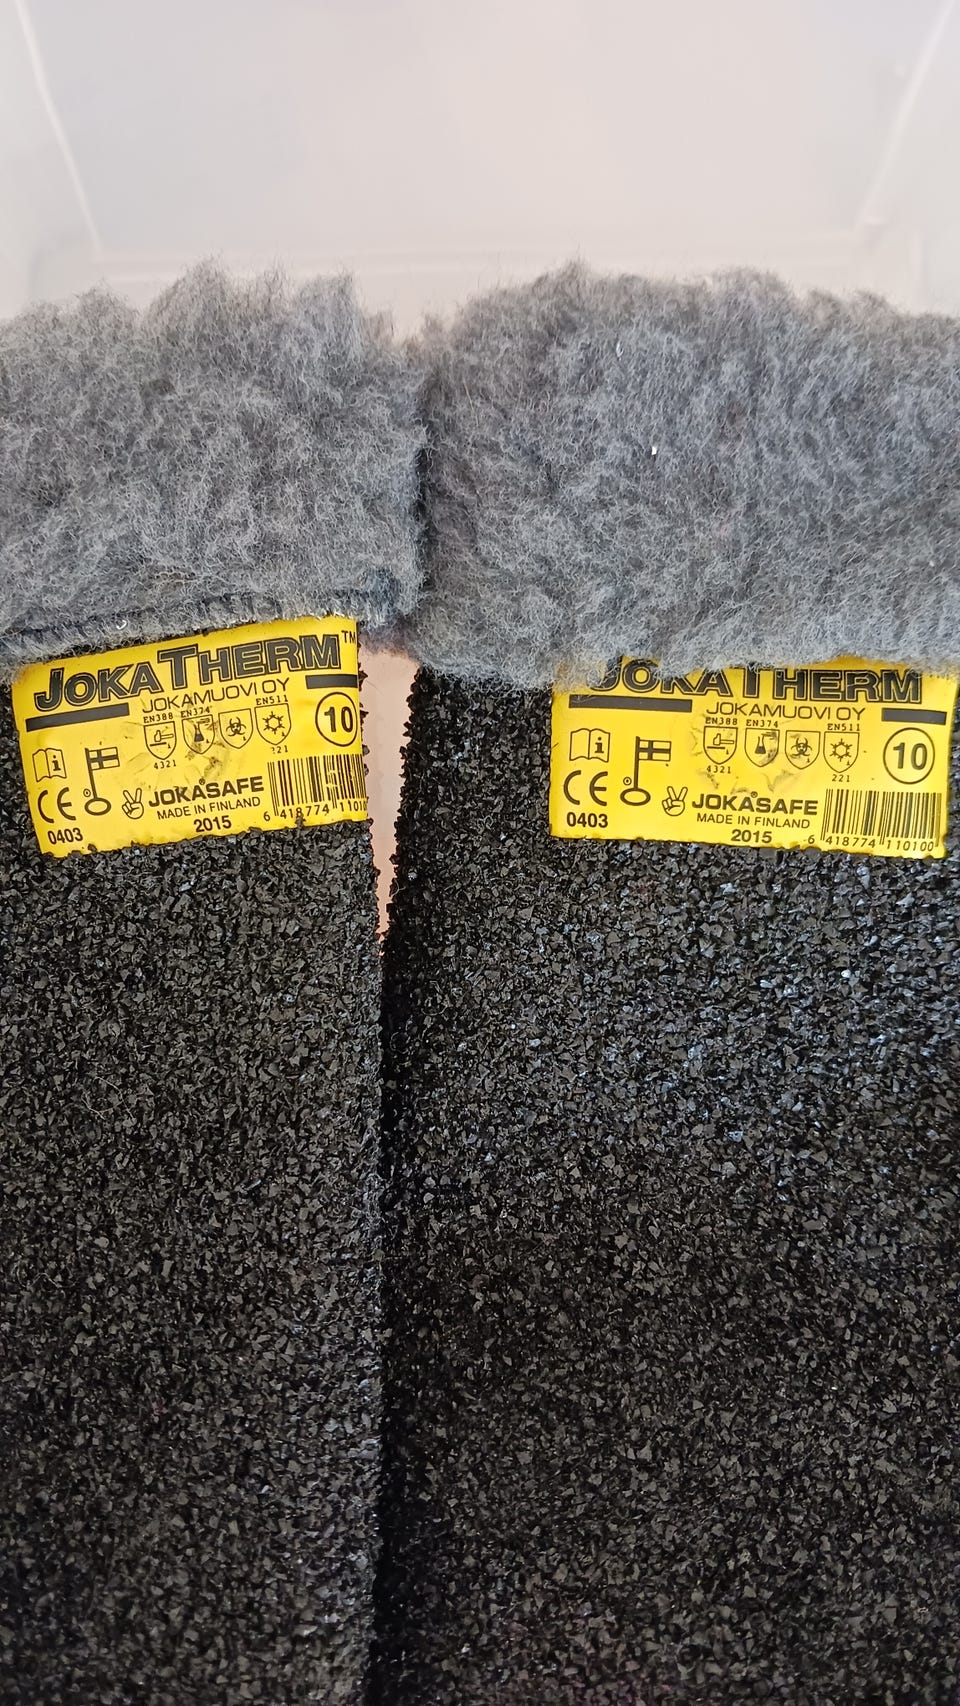 JOKATHERM™
JOKAMUOVI OY
EN388 EN374 EN511
10
4321 221
i
CE
0403
JOKASAFE
MADE IN FINLAND
2015
6 418774 1101
JOKATHERM
JOKAMUOVI OY
EN388 EN374 EN511
10
4321 221
i
CE
0403
JOKASAFE
MADE IN FINLAND
2015
6 418774 110100